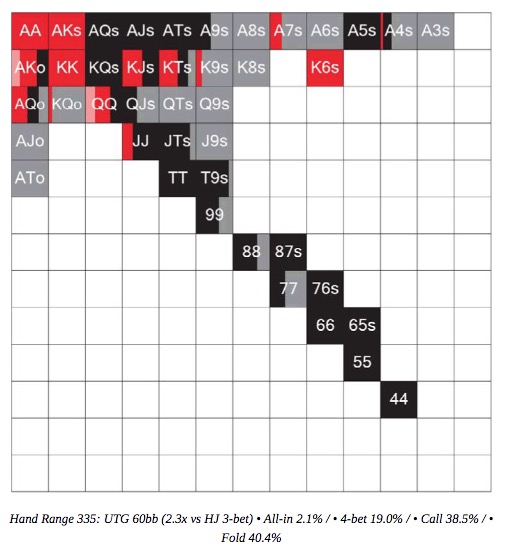 AA AKs AQs AJs ATs A9s A8s A7s A6s A5s A4s A3s
AKo KK KQs KJs KTs K9s K8s K6s
AQo KQo QQ QJs QTs Q9s
AJo JJ JTs J9s
ATo TT T9s
99
88 87s
77 76s
66 65s
55
44
Hand Range 335: UTG 60bb (2.3x vs HJ 3-bet) • All-in 2.1% / • 4-bet 19.0% / • Call 38.5% / •
Fold 40.4%